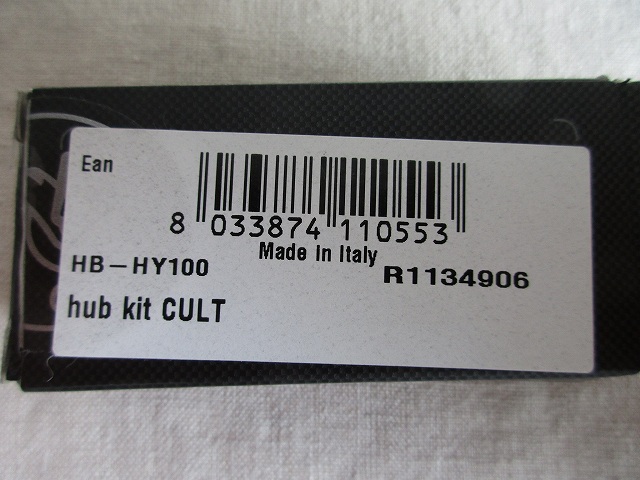 Ean
8 033874 110553
Made In Italy
HB-HY100
R1134906
hub kit CULT